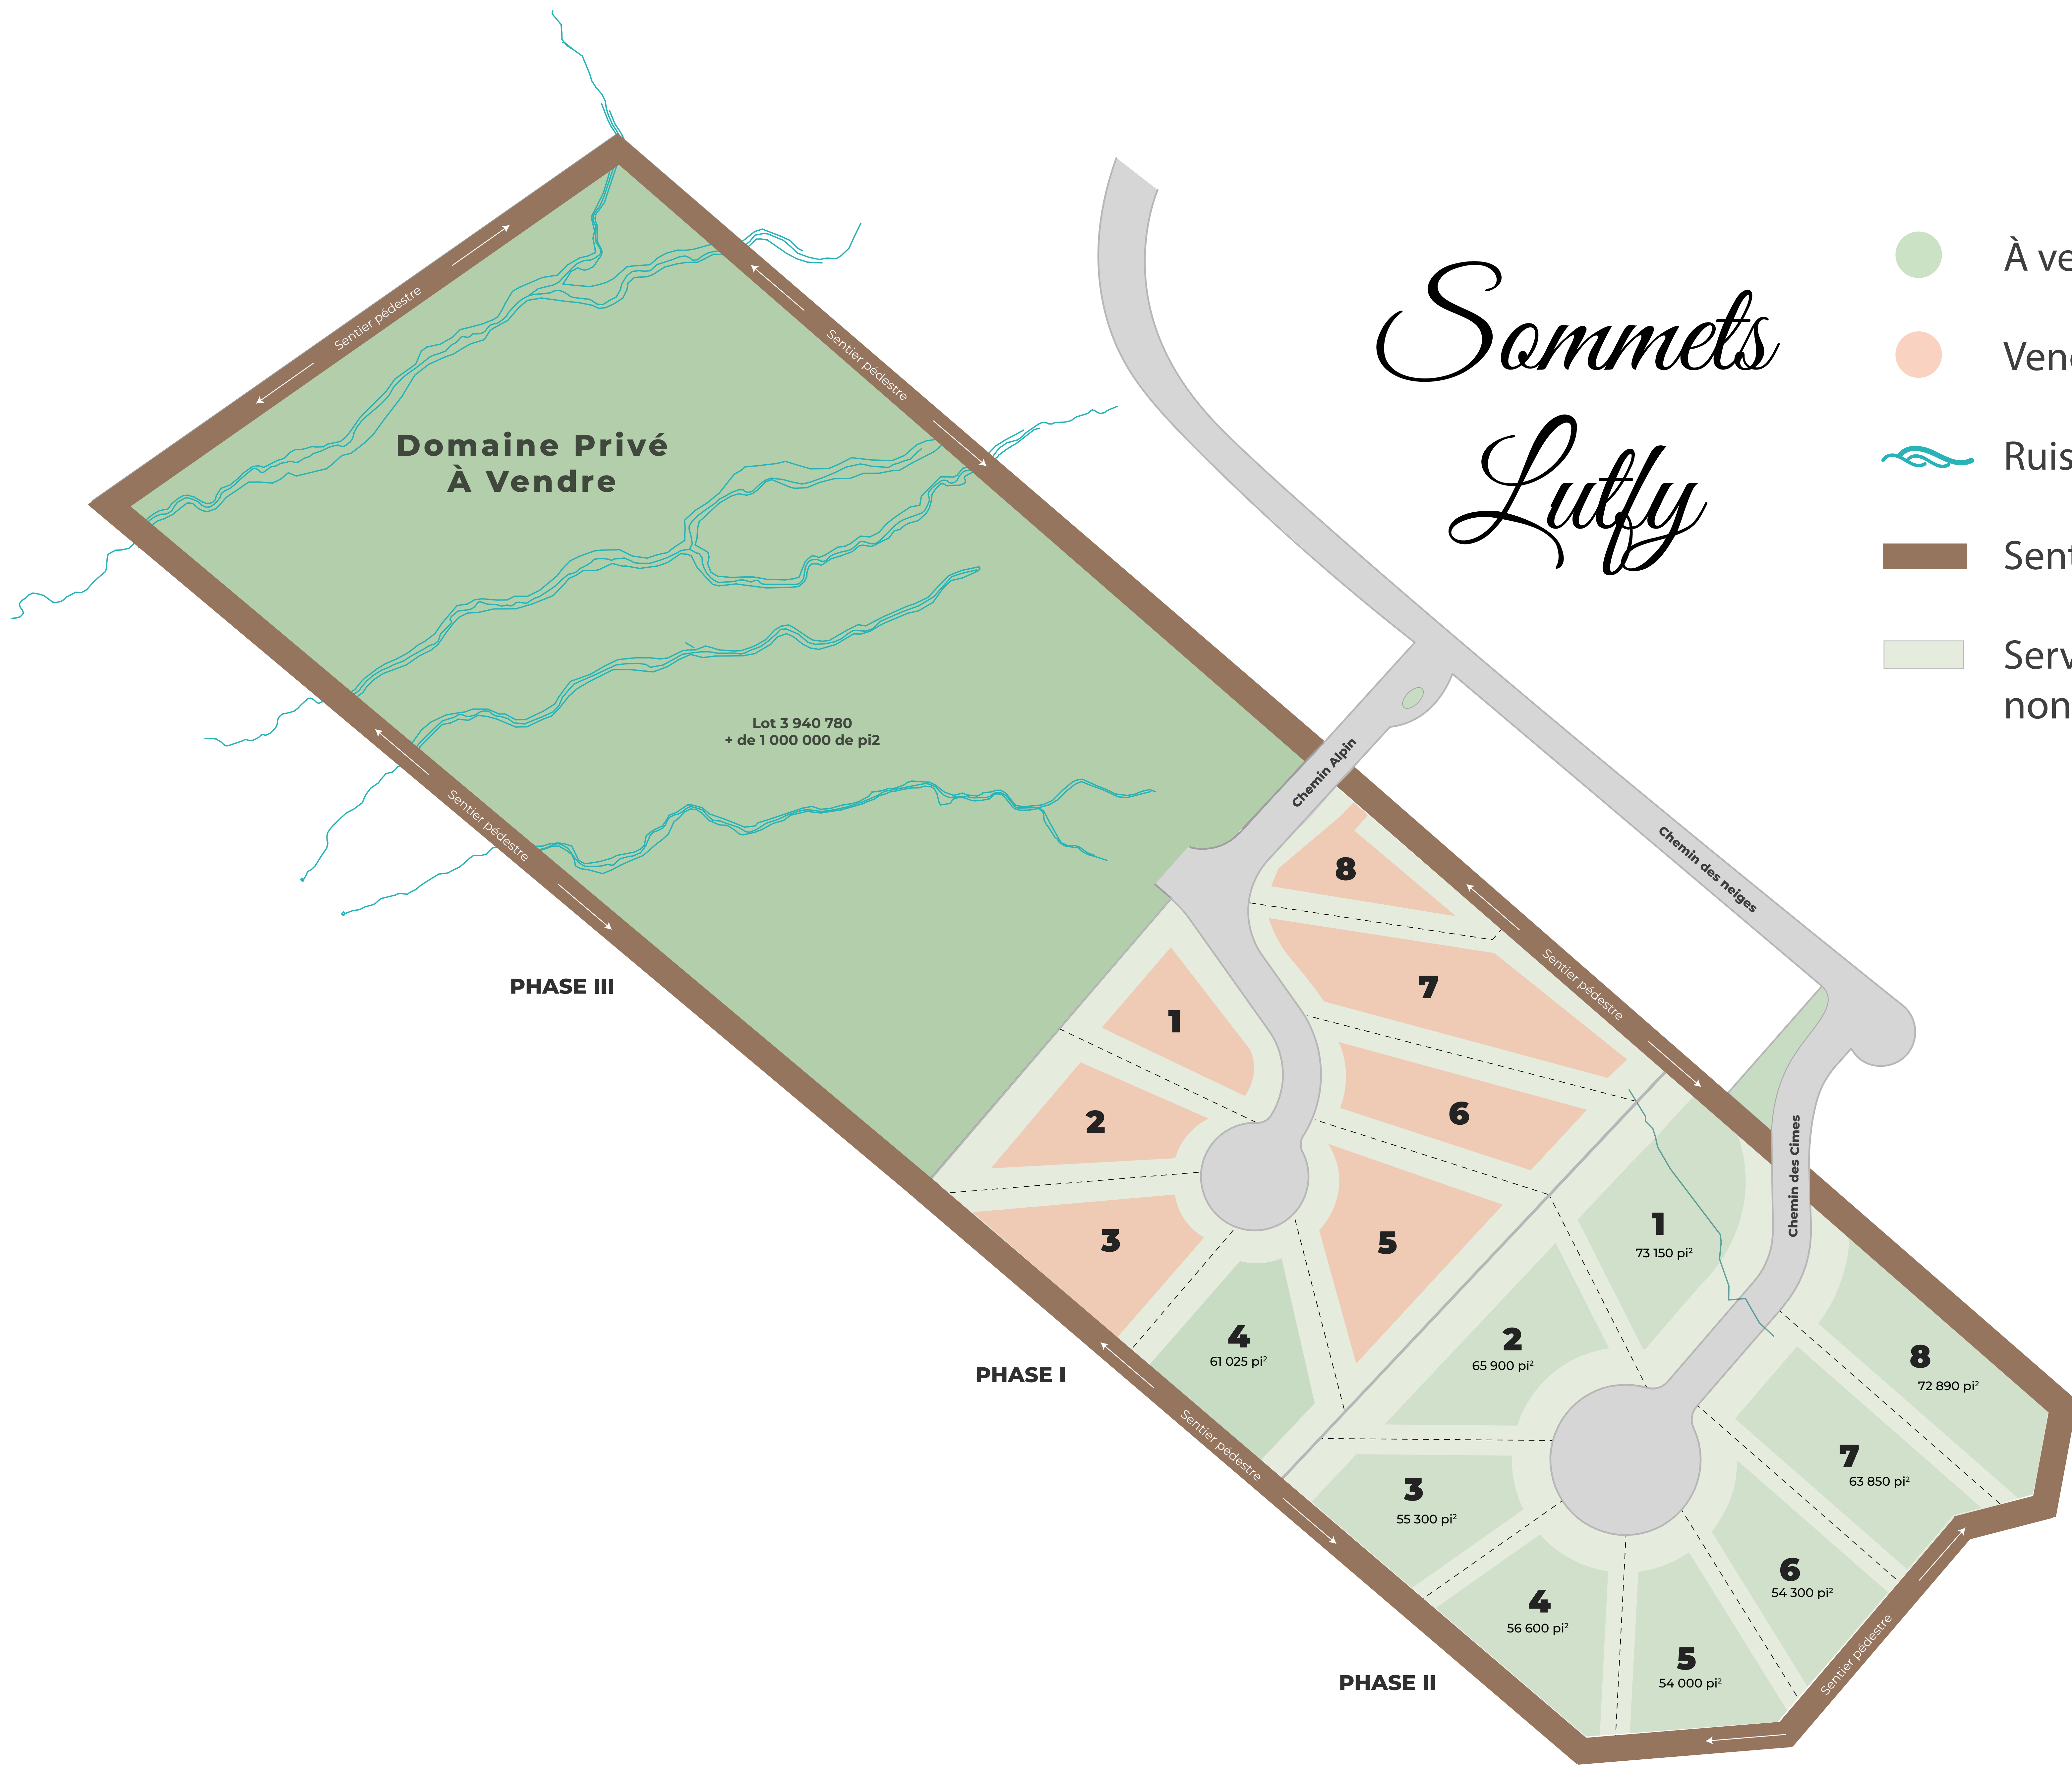 Sommets
Lutfy
À ve
Ven
Ruis
Sent
Serv
non
Sentier pédestre
Sentier pédestre
Domaine Privé
À Vendre
Lot 3 940 780
+ de 1 000 000 de pi2
Sentier pédestre
PHASE III
Chemin Alpin
Chemin des neiges
Sentier pédestre
8
7
1
6
2
5
3
4
61 025 pi²
PHASE I
Sentier pédestre
Chemin des Cimes
1
73 150 pi²
2
65 900 pi²
8
72 890 pi²
7
63 850 pi²
3
55 300 pi²
6
54 300 pi²
4
56 600 pi²
5
54 000 pi²
Sentier pédestre
PHASE II